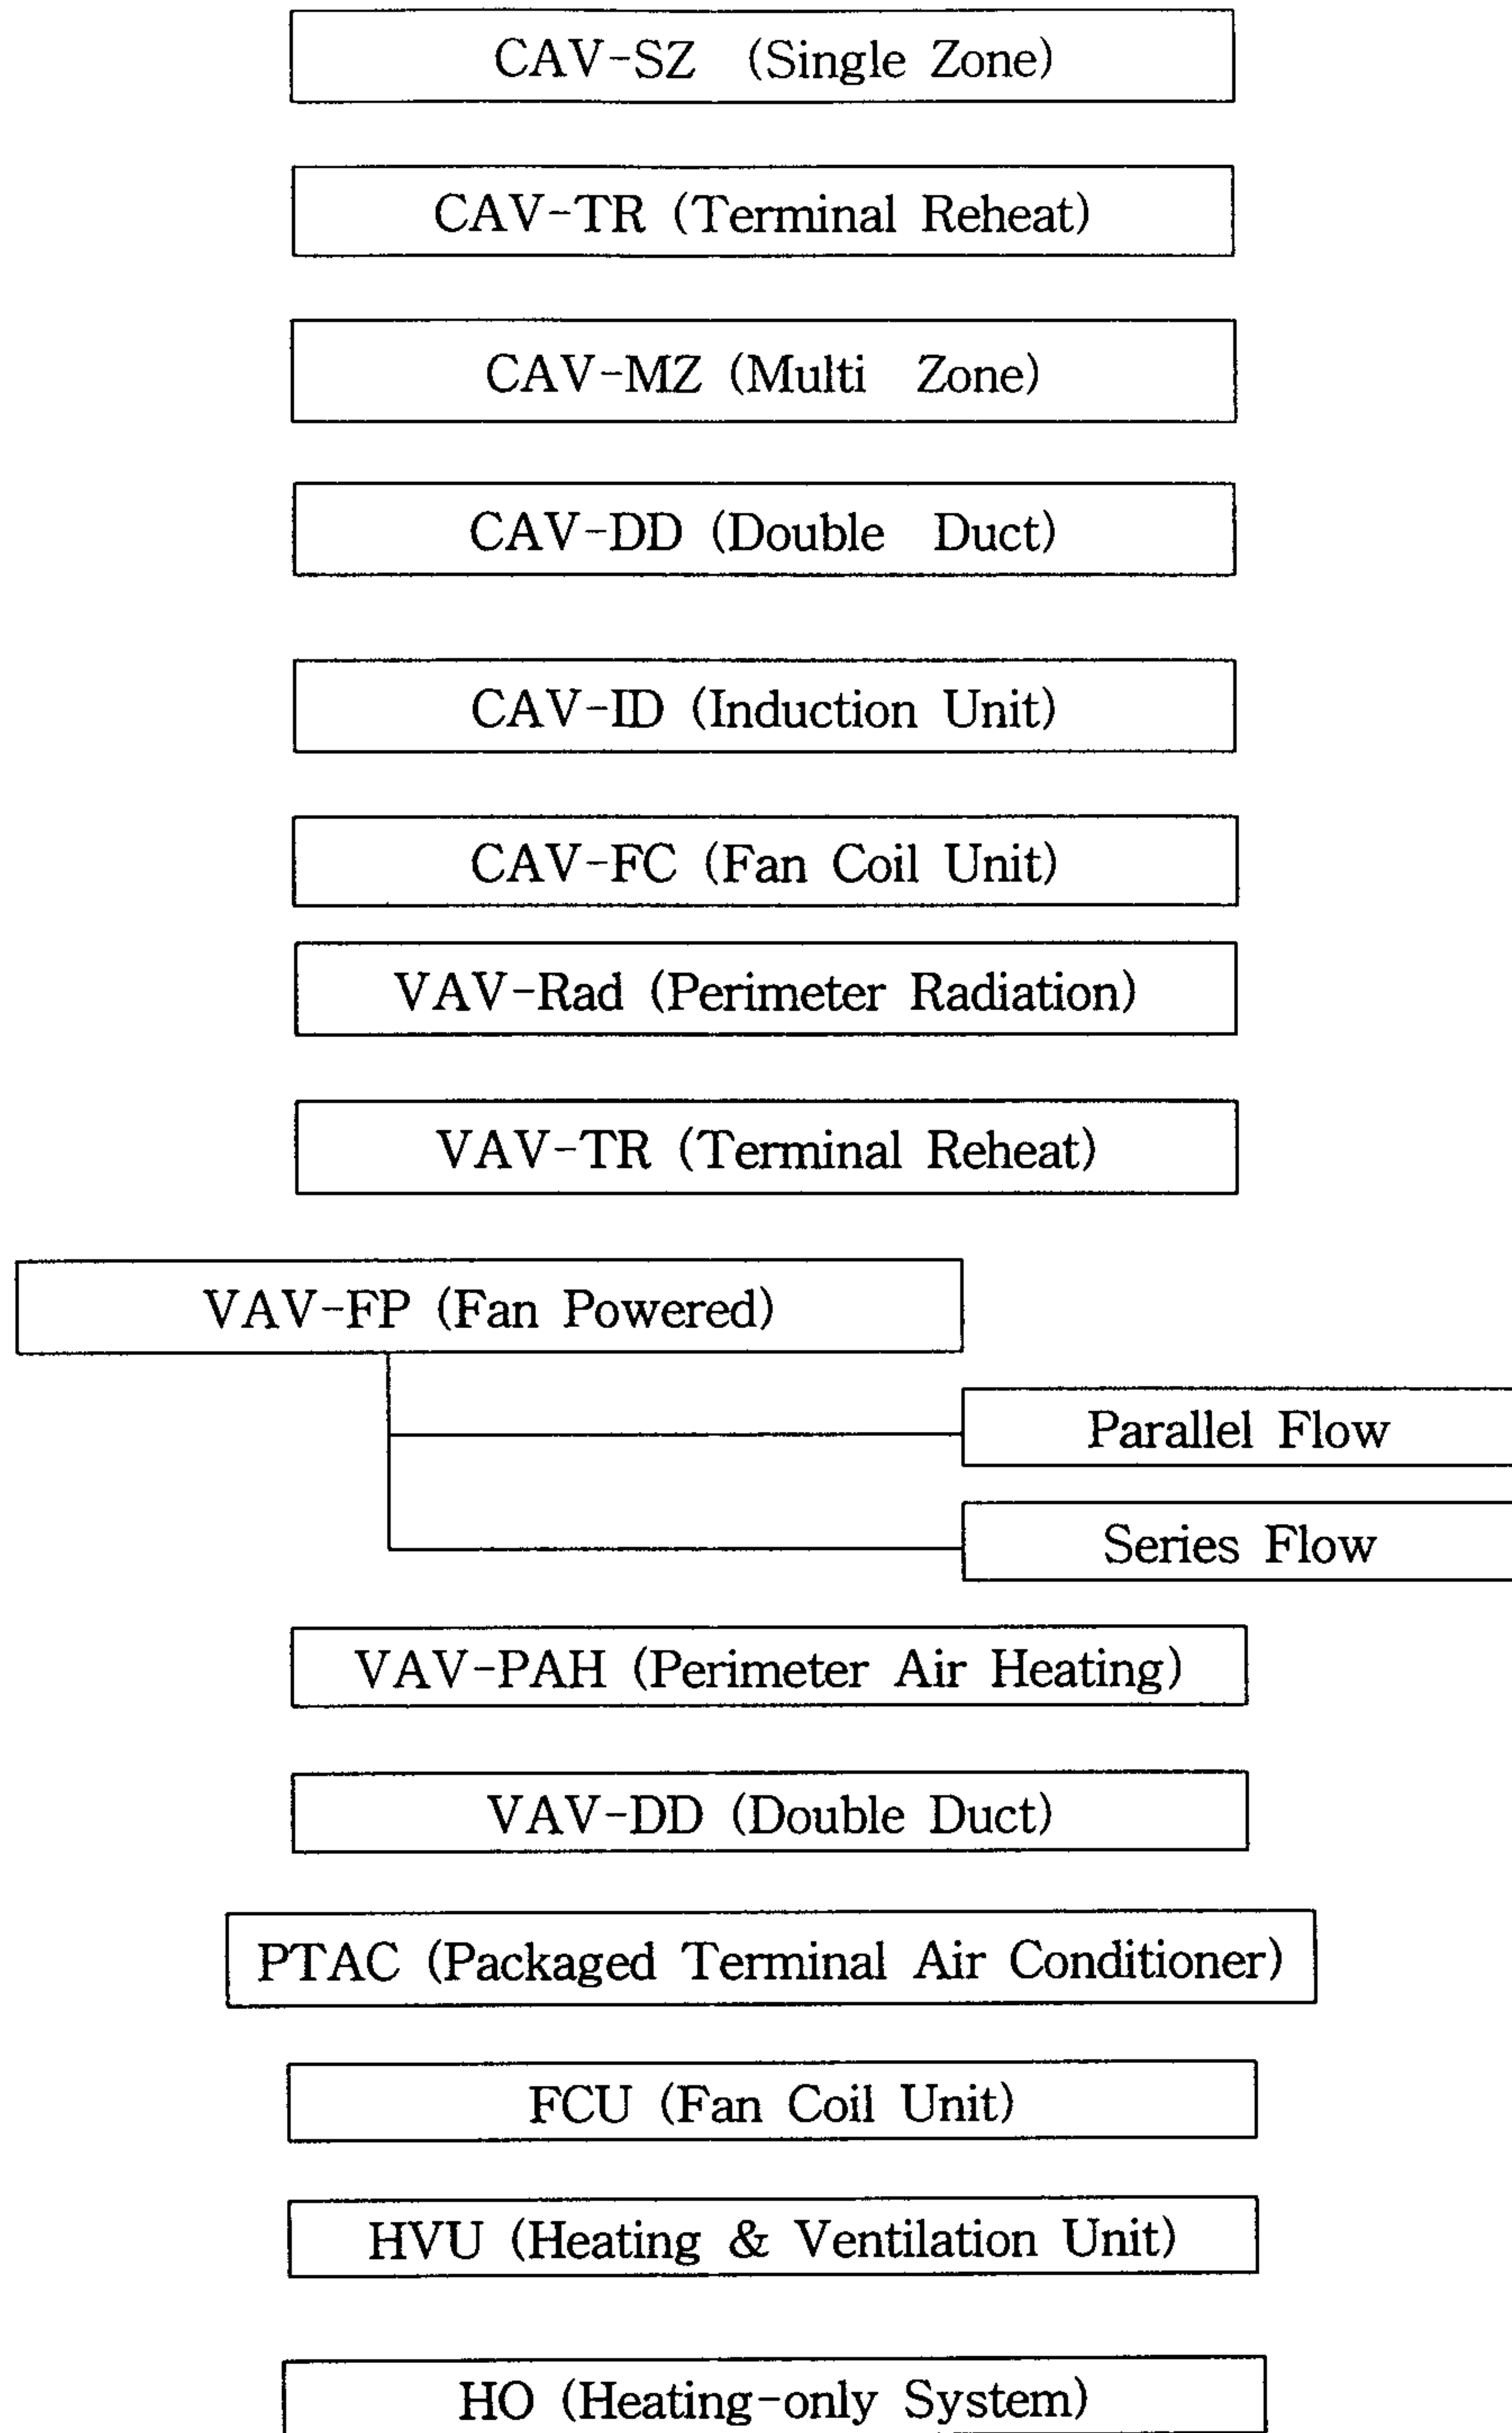 CAV-SZ (Single Zone)
CAV-TR (Terminal Reheat)
CAV-MZ (Multi Zone)
CAV-DD (Double Duct)
CAV-ID (Induction Unit)
CAV-FC (Fan Coil Unit)
VAV-Rad (Perimeter Radiation)
VAV-TR (Terminal Reheat)
VAV-FP (Fan Powered)
Parallel Flow
Series Flow
VAV-PAH (Perimeter Air Heating)
VAV-DD (Double Duct)
PTAC (Packaged Terminal Air Conditioner)
FCU (Fan Coil Unit)
HVU (Heating & Ventilation Unit)
HO (Heating-only System)